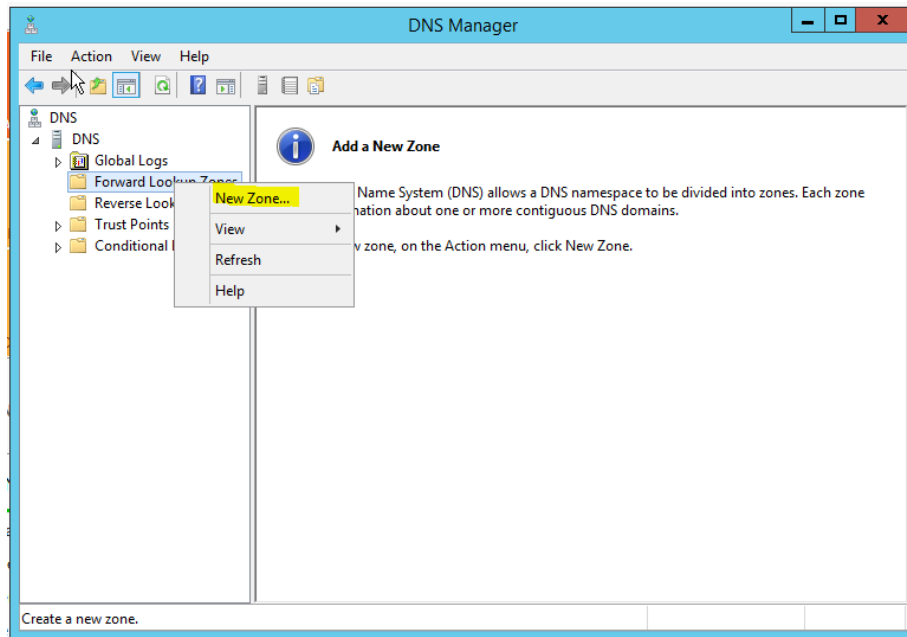 DNS Manager
File Action View Help
DNS
DNS
Global Logs
Forward Lookup Zones
Reverse Look
Trust Points
Conditional
New Zone...
View
Refresh
Help
Add a New Zone
Name System (DNS) allows a DNS namespace to be divided into zones. Each zone
about one or more contiguous DNS domains.
zone, on the Action menu, click New Zone.
Create a new zone.